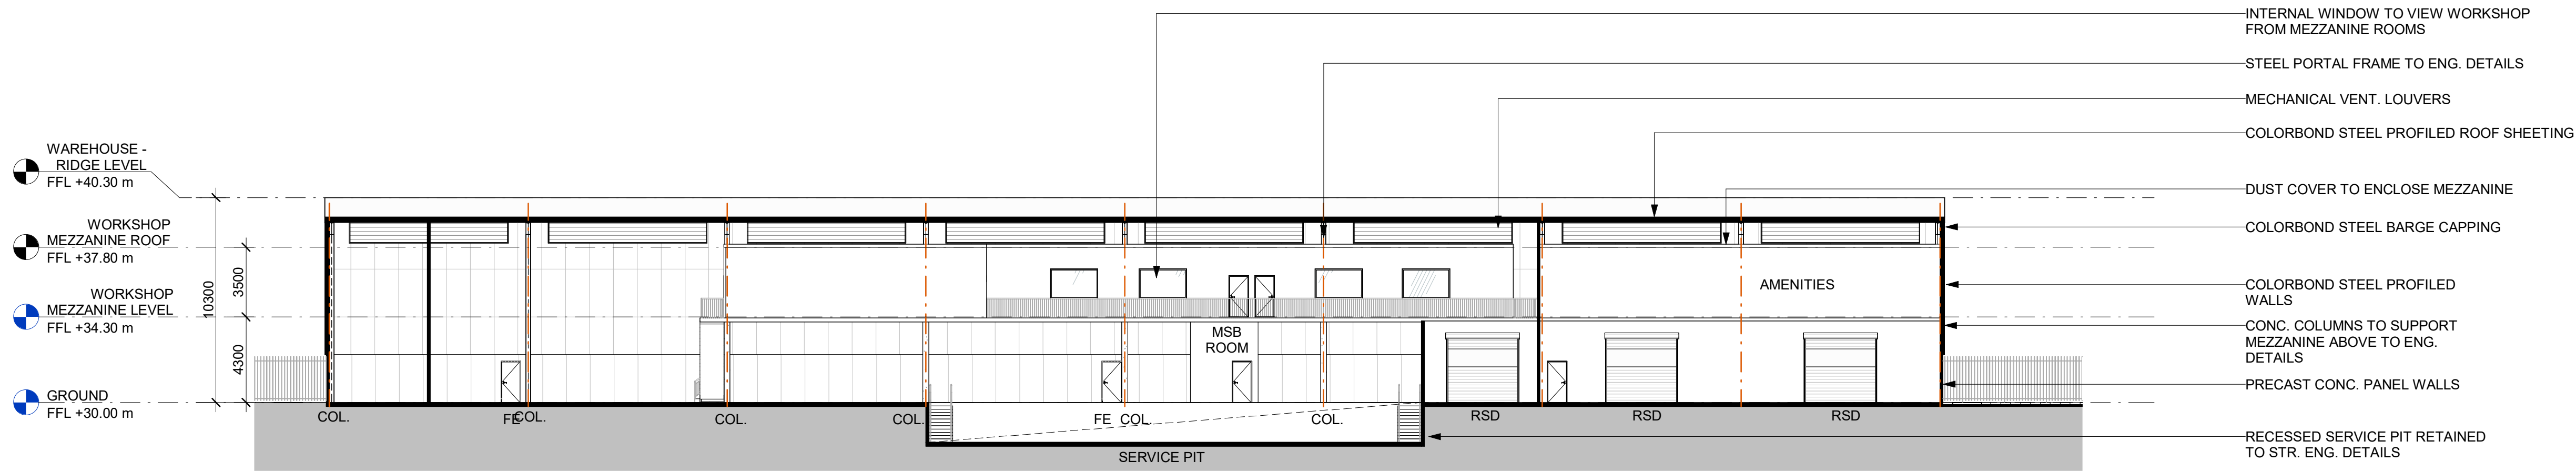 INTERNAL WINDOW TO VIEW WORKSHOP
FROM MEZZANINE ROOMS
STEEL PORTAL FRAME TO ENG. DETAILS
MECHANICAL VENT. LOUVERS
COLORBOND STEEL PROFILED ROOF SHEETING
DUST COVER TO ENCLOSE MEZZANINE
COLORBOND STEEL BARGE CAPPING
COLORBOND STEEL PROFILED
WALLS
CONC. COLUMNS TO SUPPORT
MEZZANINE ABOVE TO ENG.
DETAILS
PRECAST CONC. PANEL WALLS
RECESSED SERVICE PIT RETAINED
TO STR. ENG. DETAILS
WAREHOUSE -
RIDGE LEVEL
FFL +40.30 m
WORKSHOP
MEZZANINE ROOF
FFL +37.80 m
WORKSHOP
MEZZANINE LEVEL
FFL +34.30 m
GROUND
FFL +30.00 m
10300
3500
4300
AMENITIES
MSB
ROOM
COL.
FE
COL.
COL.
COL.
FE
COL.
COL.
RSD
RSD
RSD
SERVICE PIT